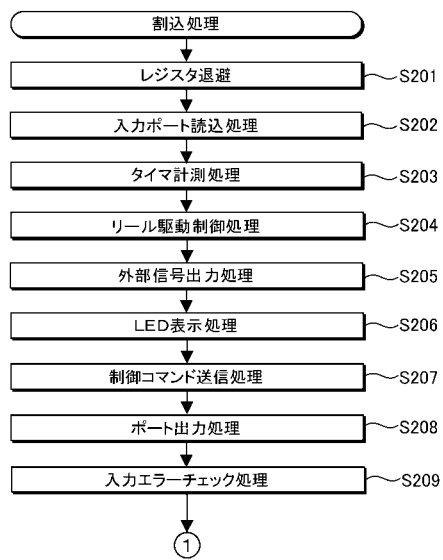 割込処理
レジスタ退避 S201
入力ポート読込処理 S202
タイマ計測処理 S203
リール駆動制御処理 S204
外部信号出力処理 S205
LED表示処理 S206
制御コマンド送信処理 S207
ポート出力処理 S208
入力エラーチェック処理 S209
1